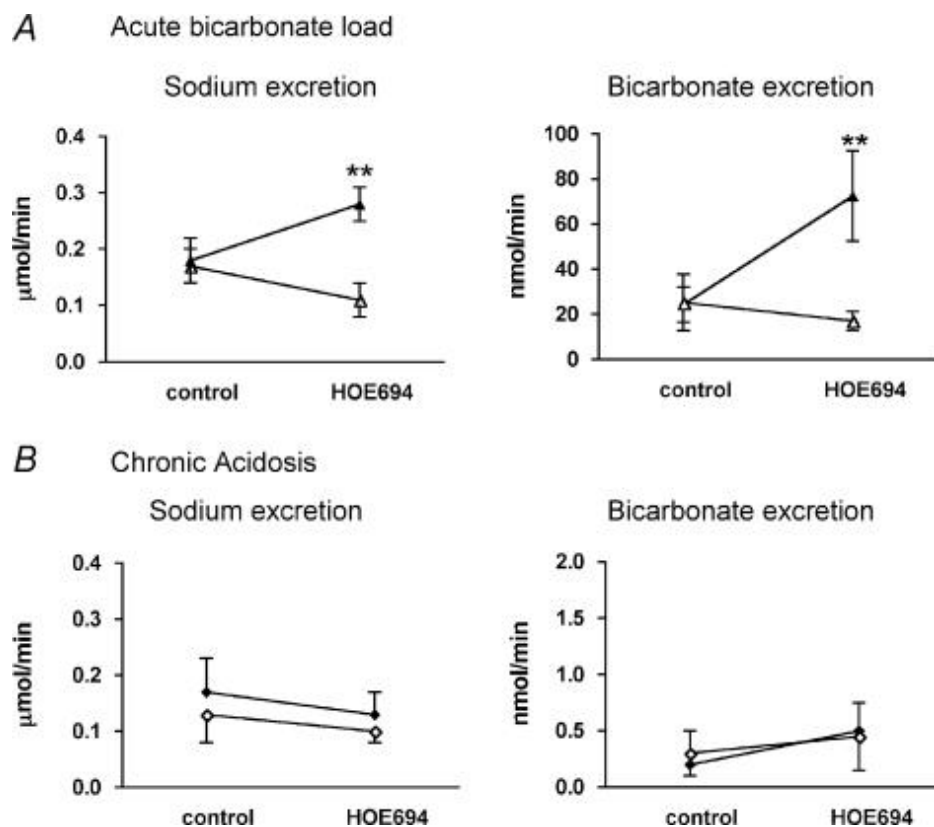 A Acute bicarbonate load
Sodium excretion
Bicarbonate excretion
0.4
0.3
0.2
0.1
0.0
μmol/min
**
control
HOE694
100
80
60
40
20
0
nmol/min
**
control
HOE694
B Chronic Acidosis
Sodium excretion
Bicarbonate excretion
0.4
0.3
0.2
0.1
0.0
μmol/min
control
HOE694
2.0
1.5
1.0
0.5
0.0
nmol/min
control
HOE694